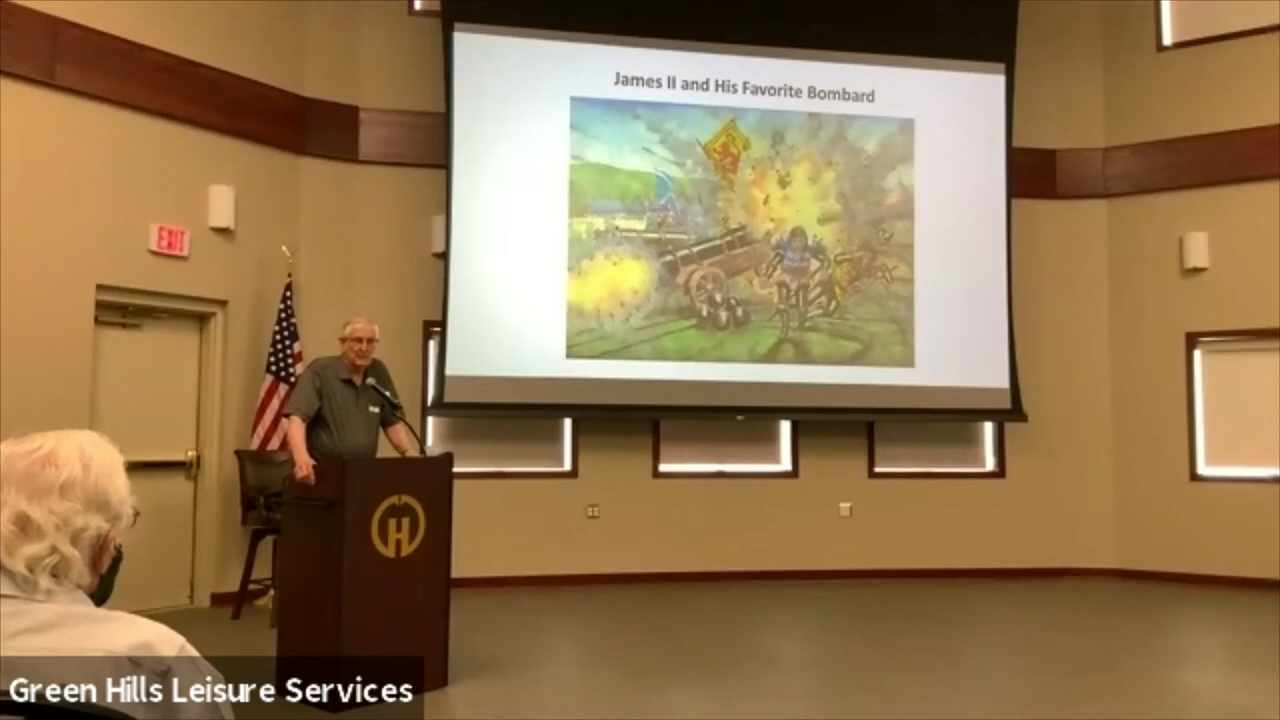 James II and His Favorite Bombard
EXIT
H
Green Hills Leisure Services